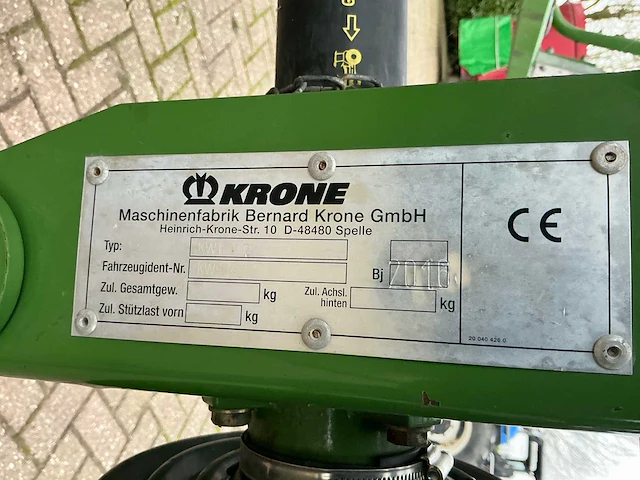 KRONE
Maschinenfabrik Bernard Krone GmbH
Heinrich-Krone-Str. 10 D-48480 Spelle
Typ:
Fahrzeugident-Nr.
Bj 2016
Zul. Gesamtgew. kg
Zul. Achsl. hinten kg
Zul. Stützlast vorn kg
CE
20 040 426 0